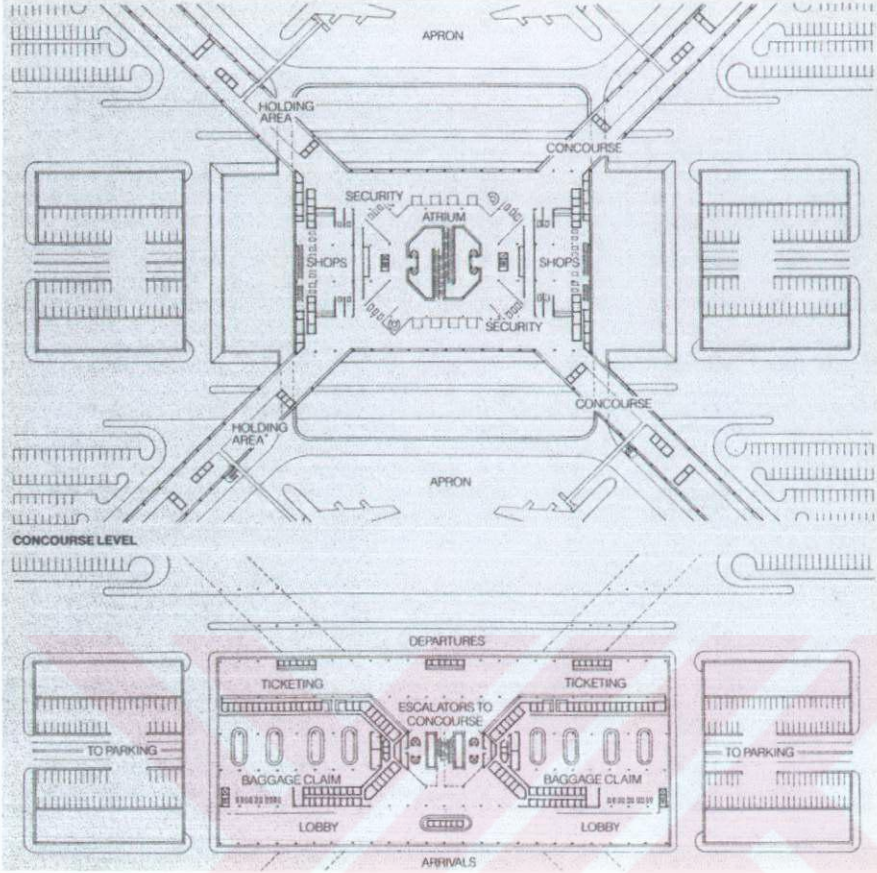 APRON
HOLDING
AREA
CONCOURSE
SECURITY
ATRIUM
SHOPS
SHOPS
SECURITY
CONCOURSE
HOLDING
AREA
APRON
CONCOURSE LEVEL
DEPARTURES
TICKETING
TICKETING
ESCALATORS TO
CONCOURSE
TO PARKING
TO PARKING
BAGGAGE CLAIM
BAGGAGE CLAIM
LOBBY
LOBBY
ARRIVALS